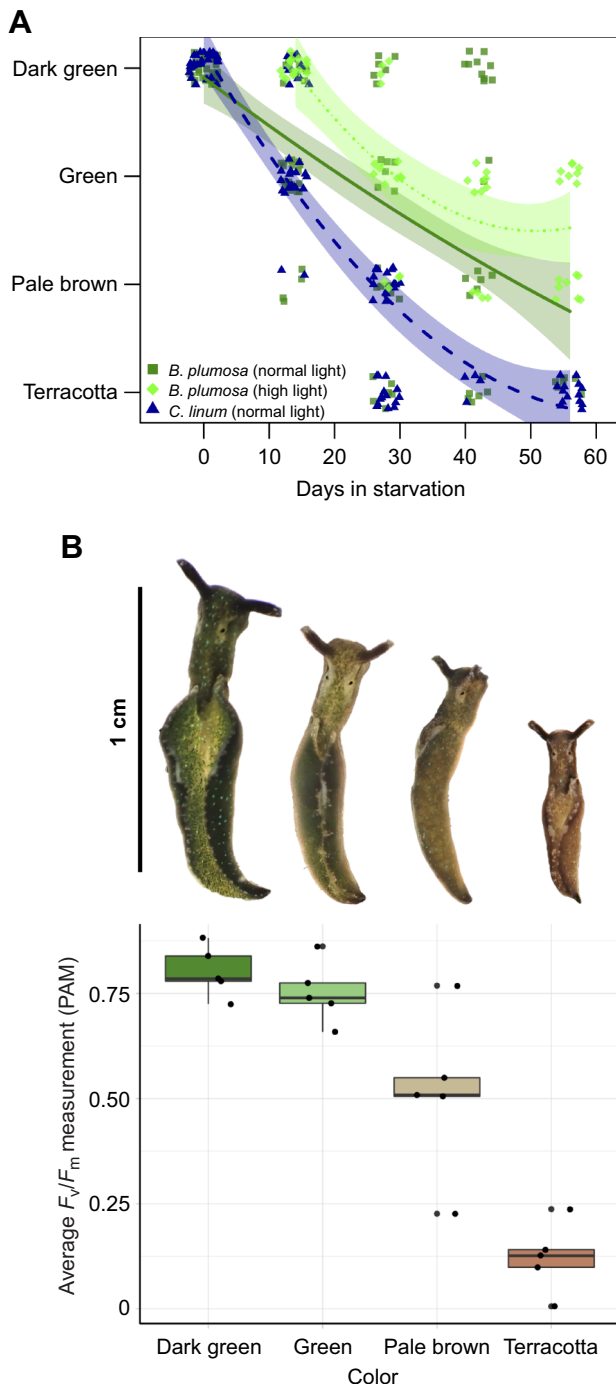 A
Dark green
Green
Pale brown
Terracotta
B. plumosa (normal light)
B. plumosa (high light)
C. linum (normal light)
0 10 20 30 40 50 60
Days in starvation
B
1 cm
Average Fv/Fm measurement (PAM)
0.75
0.50
0.25
0
Dark green Green Pale brown Terracotta
Color